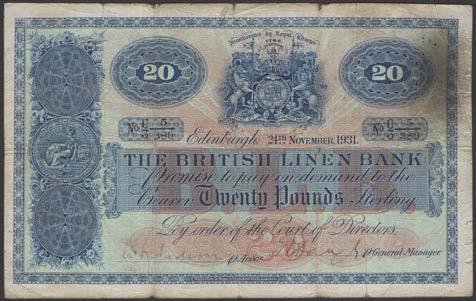 Incorporated by Royal Charter
1746
20
20
No C 5
3 389
No C 5
3 389
Edinburgh 24TH NOVEMBER, 1931.
THE BRITISH LINEN BANK
Promise to pay on demand to the
Bearer Twenty Pounds Sterling
By order of the Court of Directors,
p. General Manager